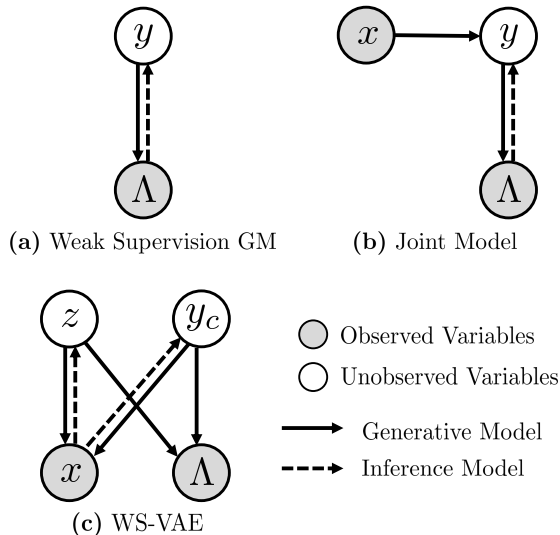 y
x y
Λ Λ
(a) Weak Supervision GM (b) Joint Model
z y_c
Observed Variables
Unobserved Variables
Generative Model
x Λ
Inference Model
(c) WS-VAE